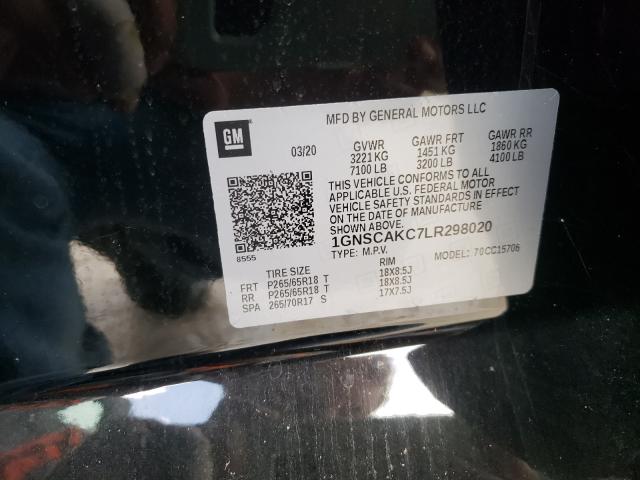 MFD BY GENERAL MOTORS LLC
GM
03/20
GVWR GAWR FRT GAWR RR
3221 KG 1451 KG 1860 KG
7100 LB 3200 LB 4100 LB
THIS VEHICLE CONFORMS TO ALL
APPLICABLE U.S. FEDERAL MOTOR
VEHICLE SAFETY STANDARDS IN EFFECT
ON THE DATE OF MANUFACTURE
SHOWN ABOVE.
1GNSCAKC7LR298020
8555
TYPE: M.P.V. MODEL: 70CC15706
TIRE SIZE RIM
FRT P265/65R18 T 18X8.5J
RR P265/65R18 T 18X8.5J
SPA 265/70R17 S 17X7.5J